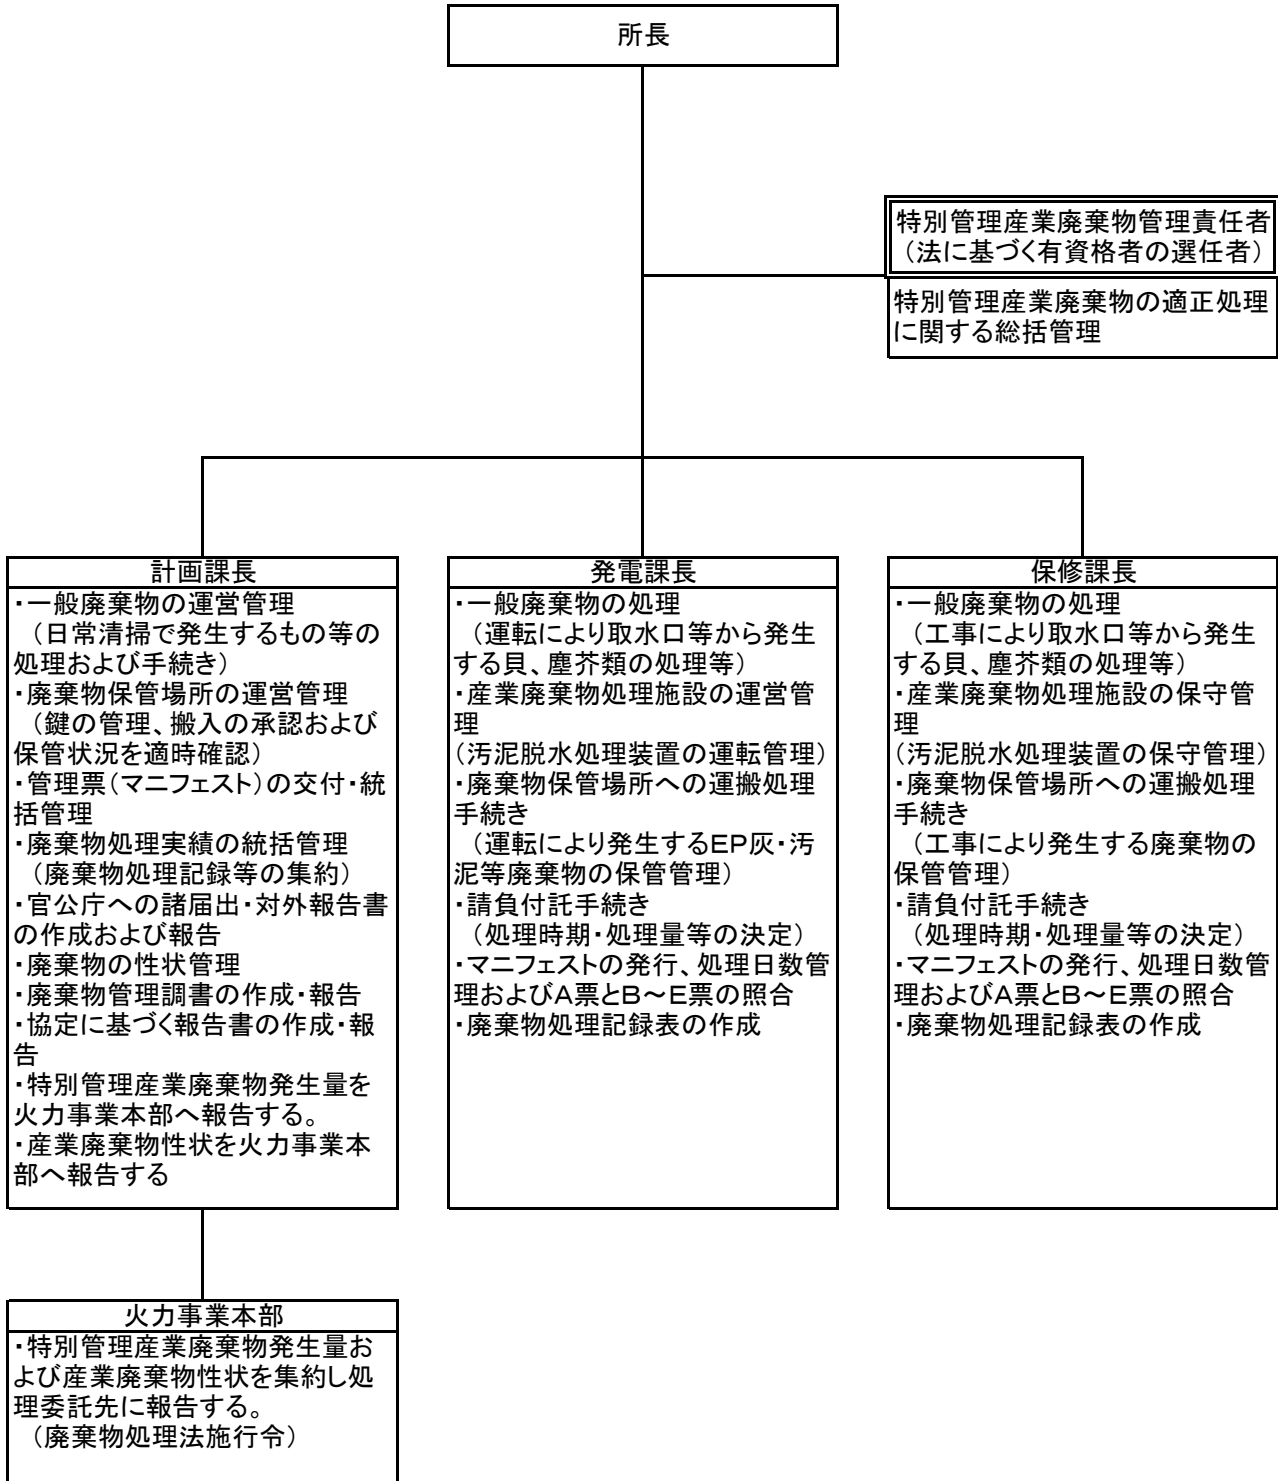 所長
特別管理産業廃棄物管理責任者
（法に基づく有資格者の選任者）
特別管理産業廃棄物の適正処理
に関する総括管理
計画課長
・一般廃棄物の運営管理
（日常清掃で発生するもの等の
処理および手続き）
・廃棄物保管場所の運営管理
（鍵の管理、搬入の承認および
保管状況を適時確認）
・管理票（マニフェスト）の交付・統
括管理
・廃棄物処理実績の統括管理
（廃棄物処理記録等の集約）
・官公庁への諸届出・対外報告書
の作成および報告
・廃棄物の性状管理
・廃棄物管理調書の作成・報告
・協定に基づく報告書の作成・報
告
・特別管理産業廃棄物発生量を
火力事業本部へ報告する。
・産業廃棄物性状を火力事業本
部へ報告する
発電課長
・一般廃棄物の処理
（運転により取水口等から発生
する貝、塵芥類の処理等）
・産業廃棄物処理施設の運営管
理
（汚泥脱水処理装置の運転管理）
・廃棄物保管場所への運搬処理
手続き
（運転により発生するＥＰ灰・汚
泥等廃棄物の保管管理）
・請負付託手続き
（処理時期・処理量等の決定）
・マニフェストの発行、処理日数管
理およびＡ票とＢ～Ｅ票の照合
・廃棄物処理記録表の作成
保修課長
・一般廃棄物の処理
（工事により取水口等から発生
する貝、塵芥類の処理等）
・産業廃棄物処理施設の保守管
理
（汚泥脱水処理装置の保守管理）
・廃棄物保管場所への運搬処理
手続き
（工事により発生する廃棄物の
保管管理）
・請負付託手続き
（処理時期・処理量等の決定）
・マニフェストの発行、処理日数管
理およびＡ票とＢ～Ｅ票の照合
・廃棄物処理記録表の作成
火力事業本部
・特別管理産業廃棄物発生量お
よび産業廃棄物性状を集約し処
理委託先に報告する。
（廃棄物処理法施行令）